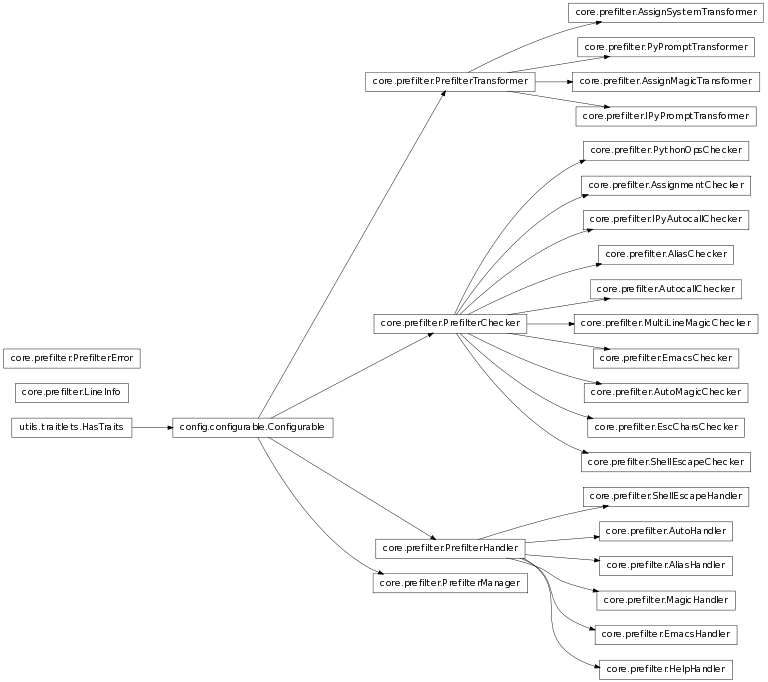 core.prefilter.AssignSystemTransformer
core.prefilter.PyPromptTransformer
core.prefilter.PrefilterTransformer
core.prefilter.AssignMagicTransformer
core.prefilter.IPyPromptTransformer
core.prefilter.PythonOpsChecker
core.prefilter.AssignmentChecker
core.prefilter.IPyAutocallChecker
core.prefilter.AliasChecker
core.prefilter.AutocallChecker
core.prefilter.PrefilterChecker
core.prefilter.MultiLineMagicChecker
core.prefilter.PrefilterError
core.prefilter.EmacsChecker
core.prefilter.LineInfo
core.prefilter.AutoMagicChecker
utils.traitlets.HasTraits
config.configurable.Configurable
core.prefilter.EscCharsChecker
core.prefilter.ShellEscapeChecker
core.prefilter.ShellEscapeHandler
core.prefilter.AutoHandler
core.prefilter.PrefilterHandler
core.prefilter.AliasHandler
core.prefilter.PrefilterManager
core.prefilter.MagicHandler
core.prefilter.EmacsHandler
core.prefilter.HelpHandler